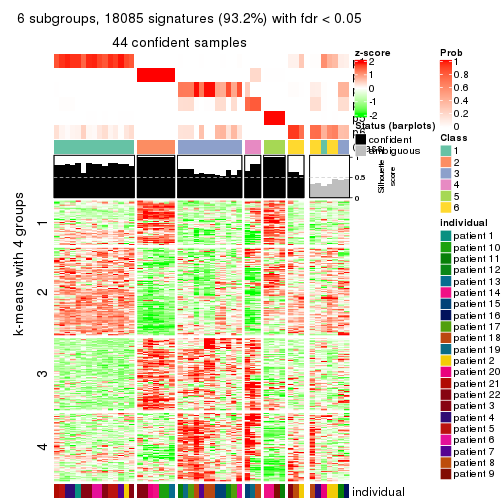 6 subgroups, 18085 signatures (93.2%) with fdr < 0.05
44 confident samples
k-means with 4 groups
1
2
3
4
individual
1
0.5
0
Silhouette
score
z-score
2
1
0
-1
-2
Status (barplots)
confident
ambiguous
Prob
1
0.8
0.6
0.4
0.2
0
Class
1
2
3
4
5
6
individual
patient 1
patient 10
patient 11
patient 12
patient 13
patient 14
patient 15
patient 16
patient 17
patient 18
patient 19
patient 2
patient 20
patient 21
patient 22
patient 3
patient 4
patient 5
patient 6
patient 7
patient 8
patient 9